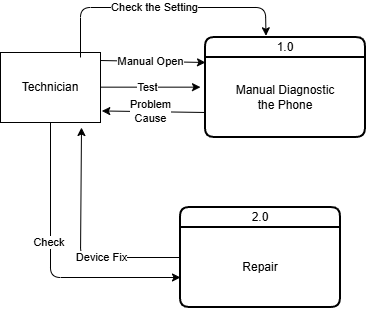 Check the Setting
1.0
Manual Open
Technician
Test
Manual Diagnostic
the Phone
Problem
Cause
2.0
Check
Device Fix
Repair